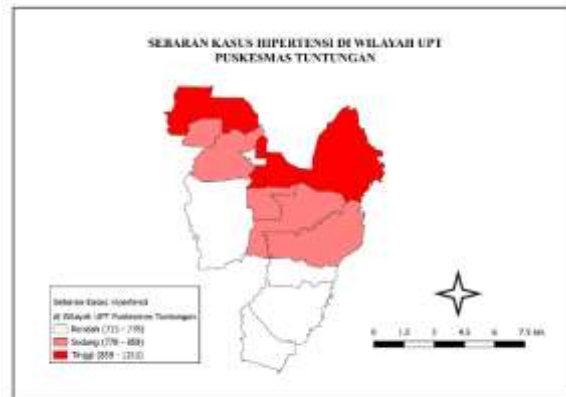 SEBARAN KASUS HIPERTENSI DI WILAYAH UPT
PUSKESMAS TUNTUNGAN
Sebaran Kasus Hipertensi
di Wilayah UPT Puskesmas Tuntungan
Rendah
Sedang
Tinggi
0 1.5 3 4.5 6 7.5 km